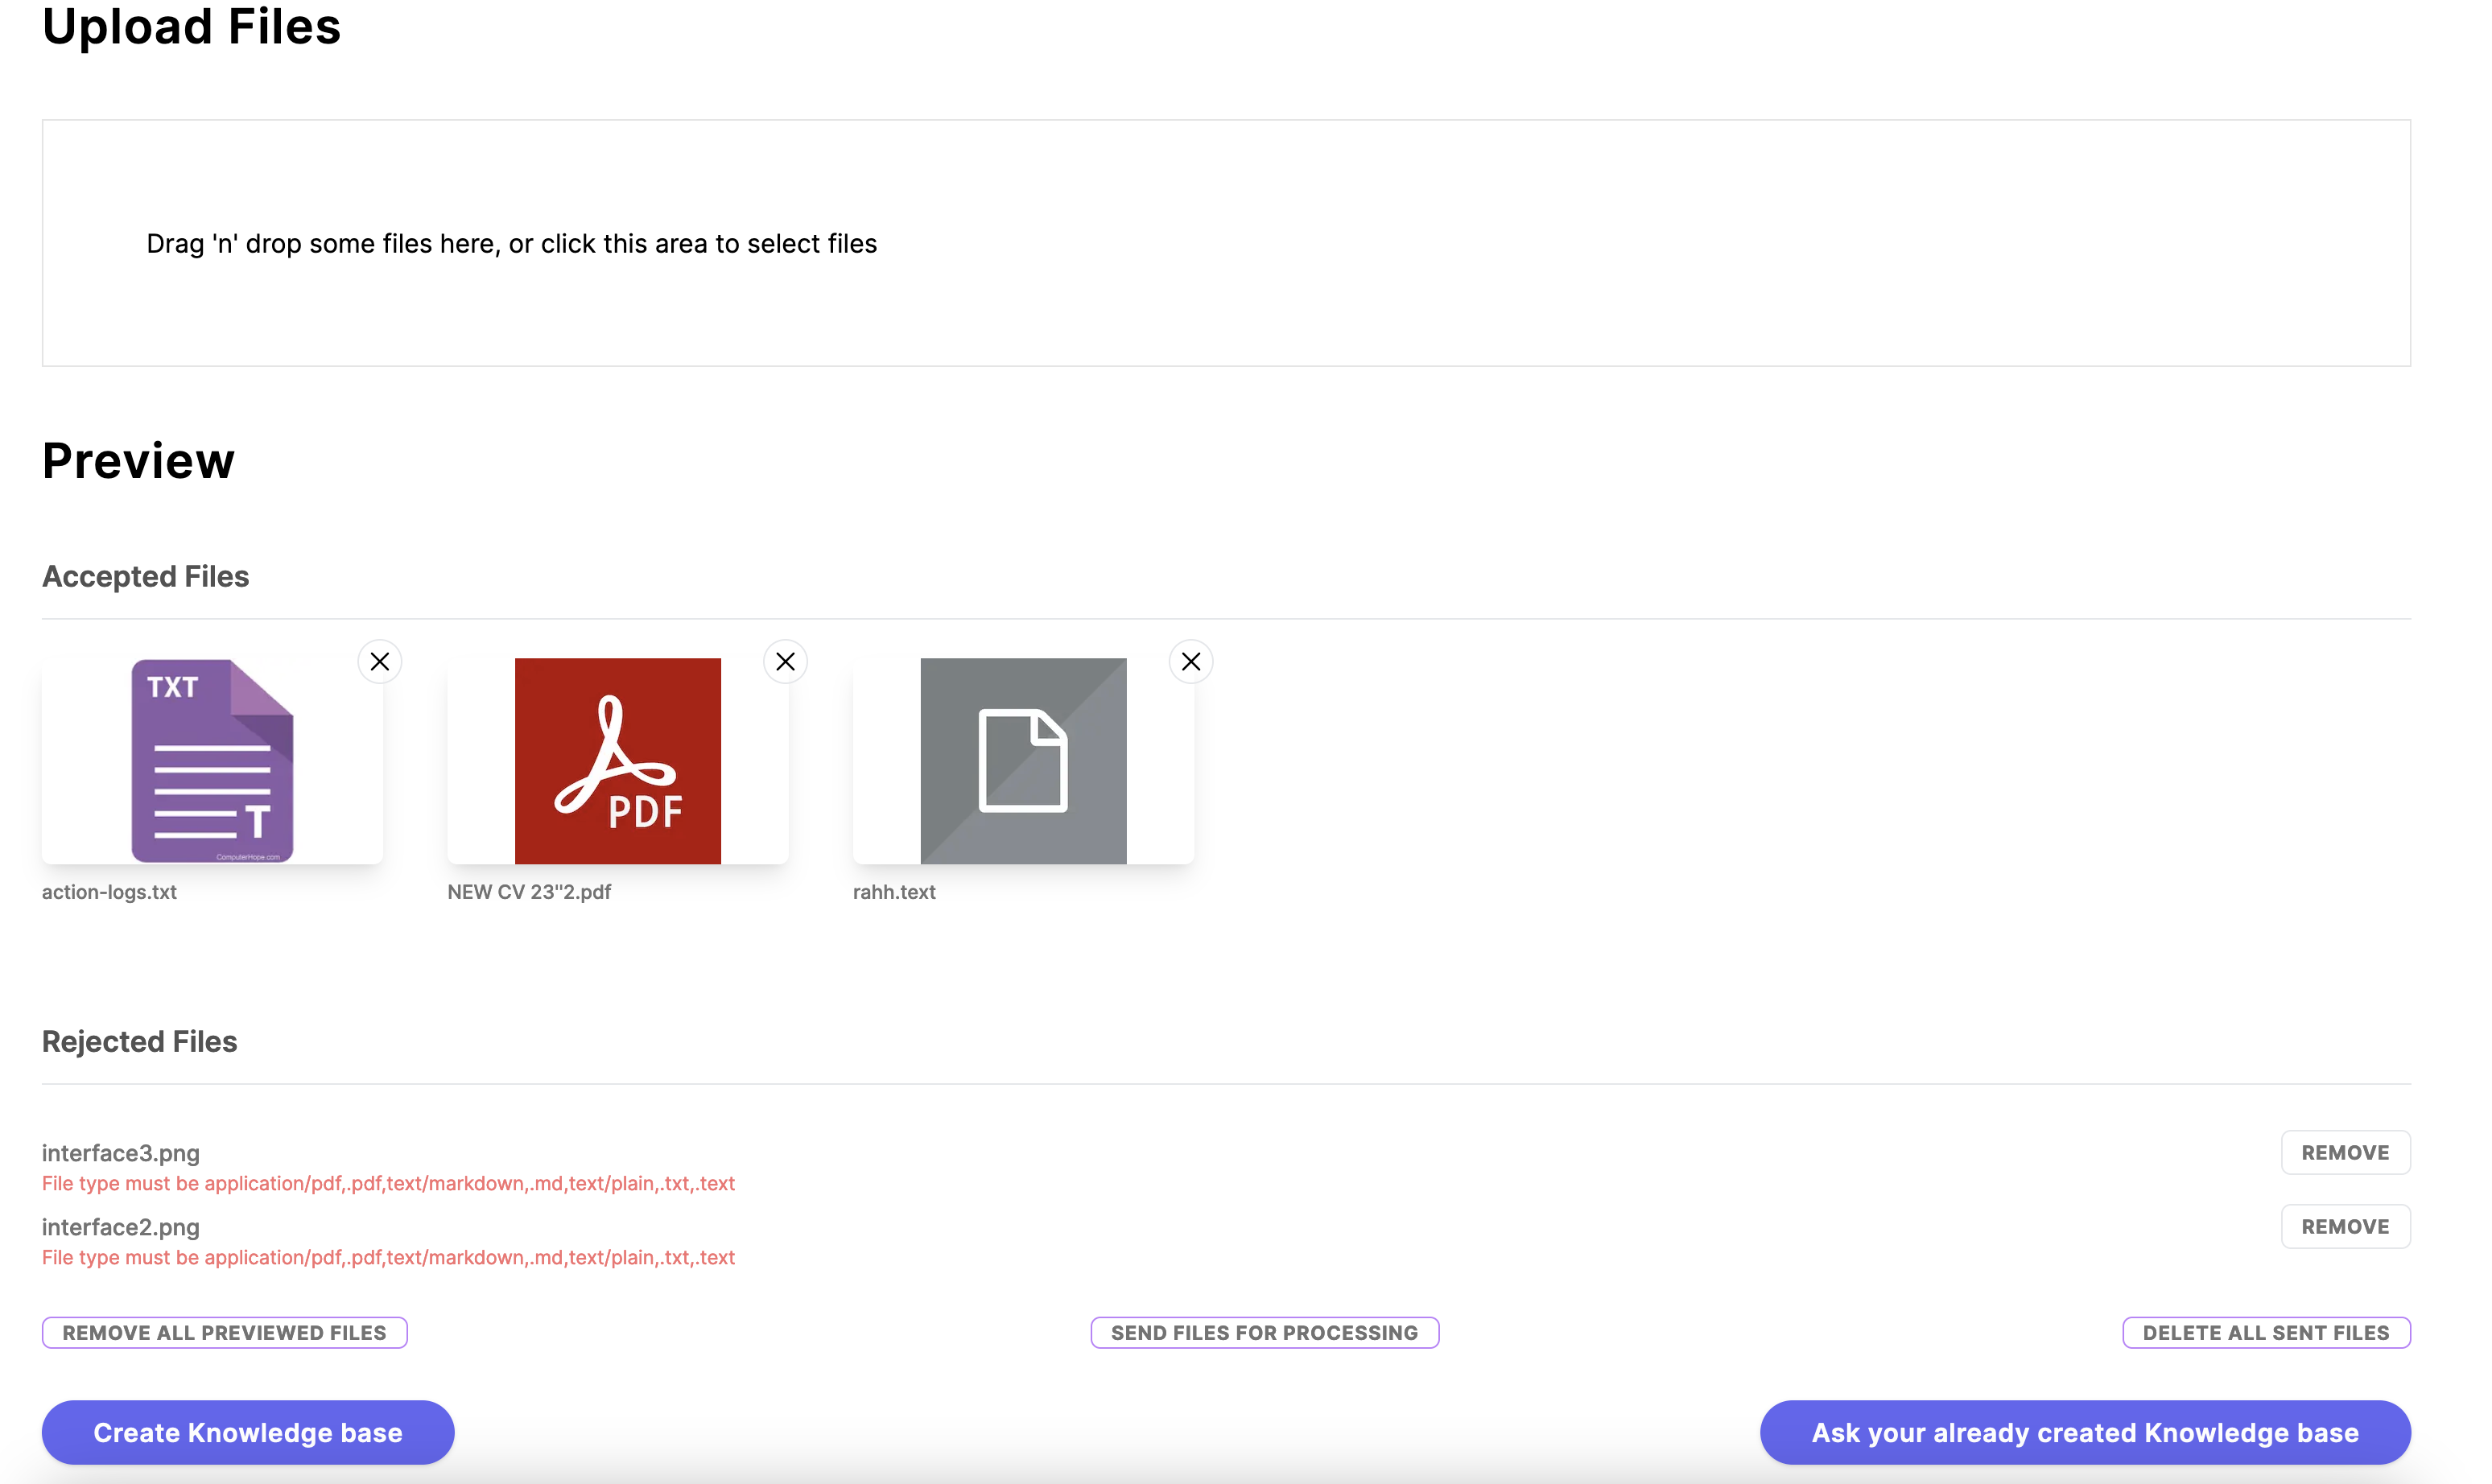 Upload Files
Drag 'n' drop some files here, or click this area to select files
Preview
Accepted Files
TXT
T
ComputerHope.com
PDF
action-logs.txt
NEW CV 23"2.pdf
rahh.text
Rejected Files
interface3.png
REMOVE
File type must be application/pdf,.pdf,text/markdown,.md,text/plain,.txt,.text
interface2.png
REMOVE
File type must be application/pdf,.pdf,text/markdown,.md,text/plain,.txt,.text
REMOVE ALL PREVIEWED FILES
SEND FILES FOR PROCESSING
DELETE ALL SENT FILES
Create Knowledge base
Ask your already created Knowledge base